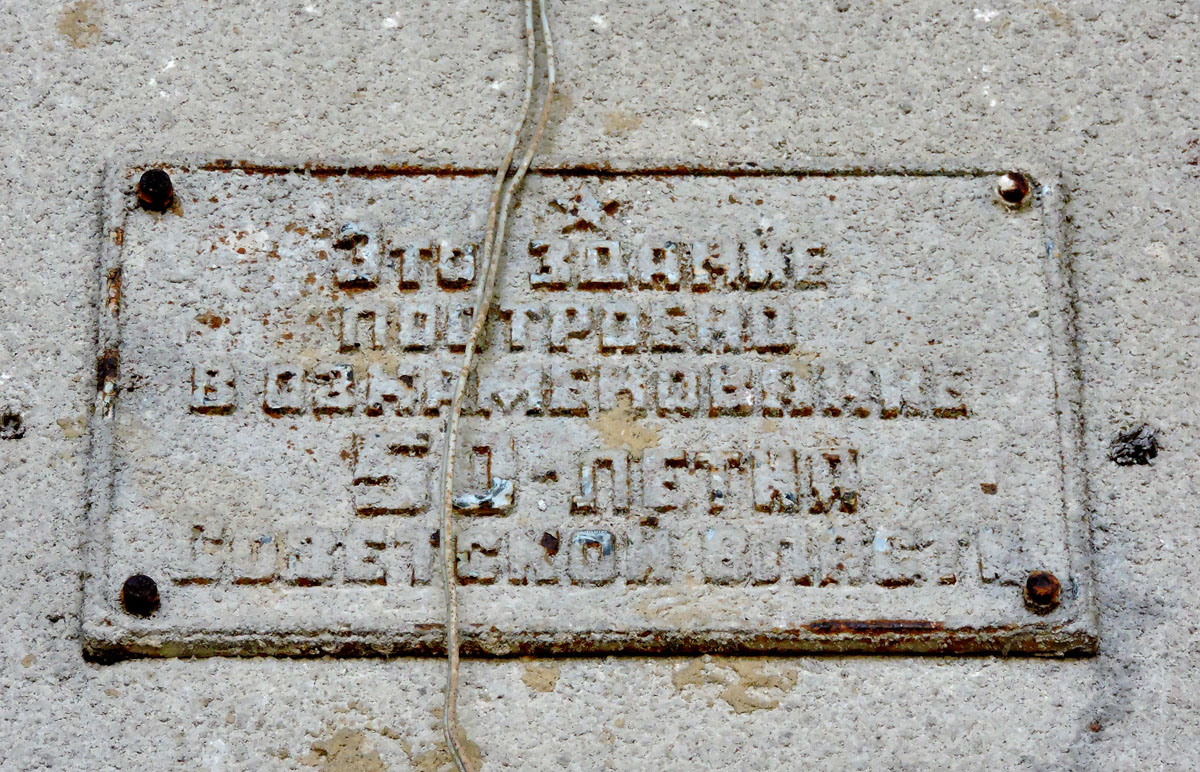 Это здание
построено
в ознаменование
50-летия
советской власти